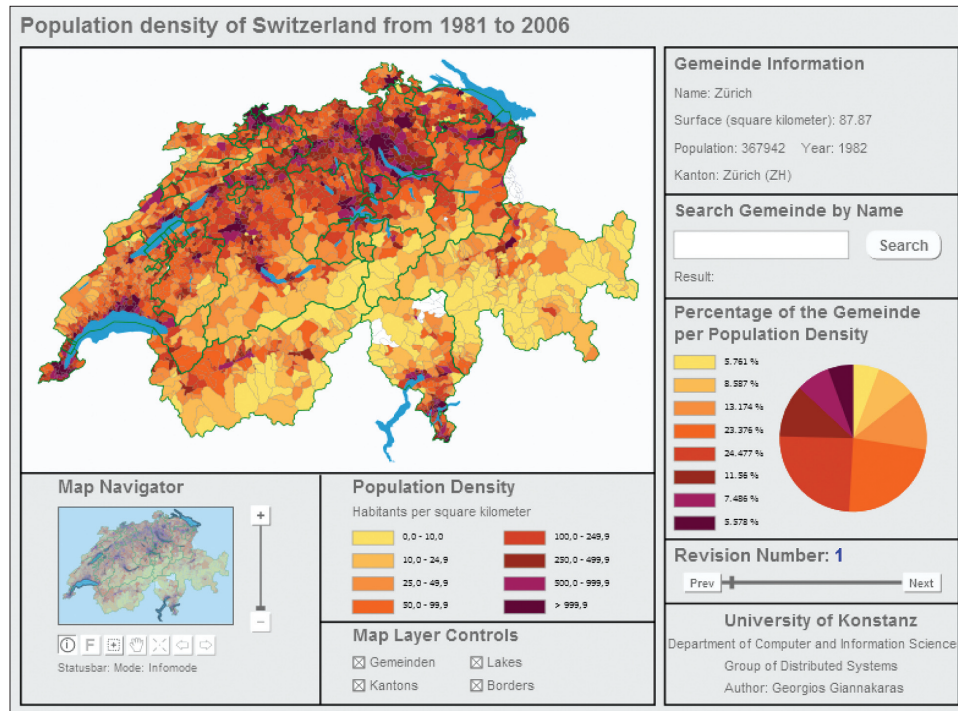 Population density of Switzerland from 1981 to 2006
Gemeinde Information
Name: Zürich
Surface (square kilometer): 87.87
Population: 367942 Year: 1982
Kanton: Zürich (ZH)
Search Gemeinde by Name
Search
Result:
Percentage of the Gemeinde
per Population Density
5.761 %
8.587 %
13.174 %
23.376 %
24.477 %
11.56 %
7.486 %
5.578 %
Map Navigator
+
−
F
Statusbar: Mode: Infomode
Population Density
Habitants per square kilometer
0,0 - 10,0
10,0 - 24,9
25,0 - 49,9
50,0 - 99,9
100,0 - 249,9
250,0 - 499,9
500,0 - 999,9
> 999,9
Map Layer Controls
Gemeinden
Lakes
Kantons
Borders
Revision Number: 1
Prev
Next
University of Konstanz
Department of Computer and Information Science
Group of Distributed Systems
Author: Georgios Giannakaras